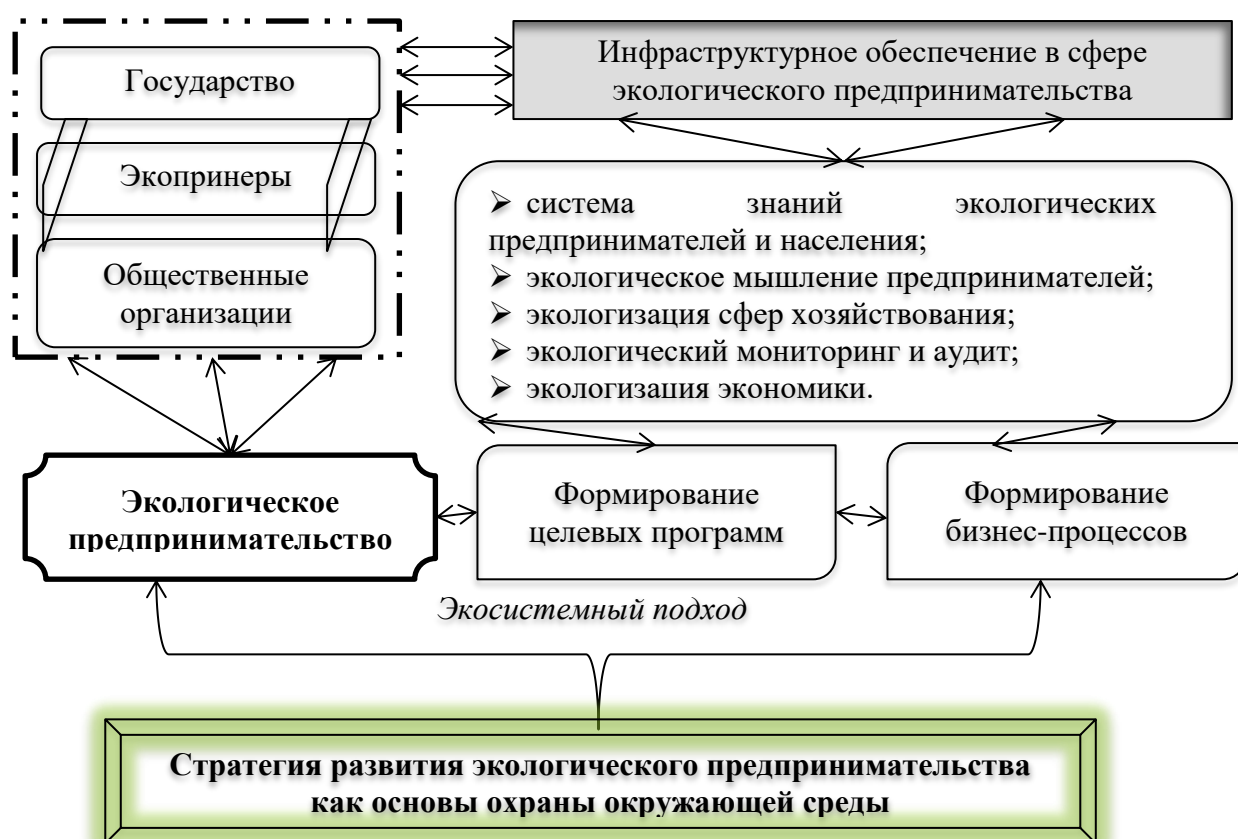 Государство
Экопринеры
Общественные
организации
Инфраструктурное обеспечение в сфере
экологического предпринимательства
➢ система знаний экологических
предпринимателей и населения;
➢ экологическое мышление предпринимателей;
➢ экологизация сфер хозяйствования;
➢ экологический мониторинг и аудит;
➢ экологизация экономики.
Экологическое
предпринимательство
Формирование
целевых программ
Формирование
бизнес-процессов
Экосистемный подход
Стратегия развития экологического предпринимательства
как основы охраны окружающей среды